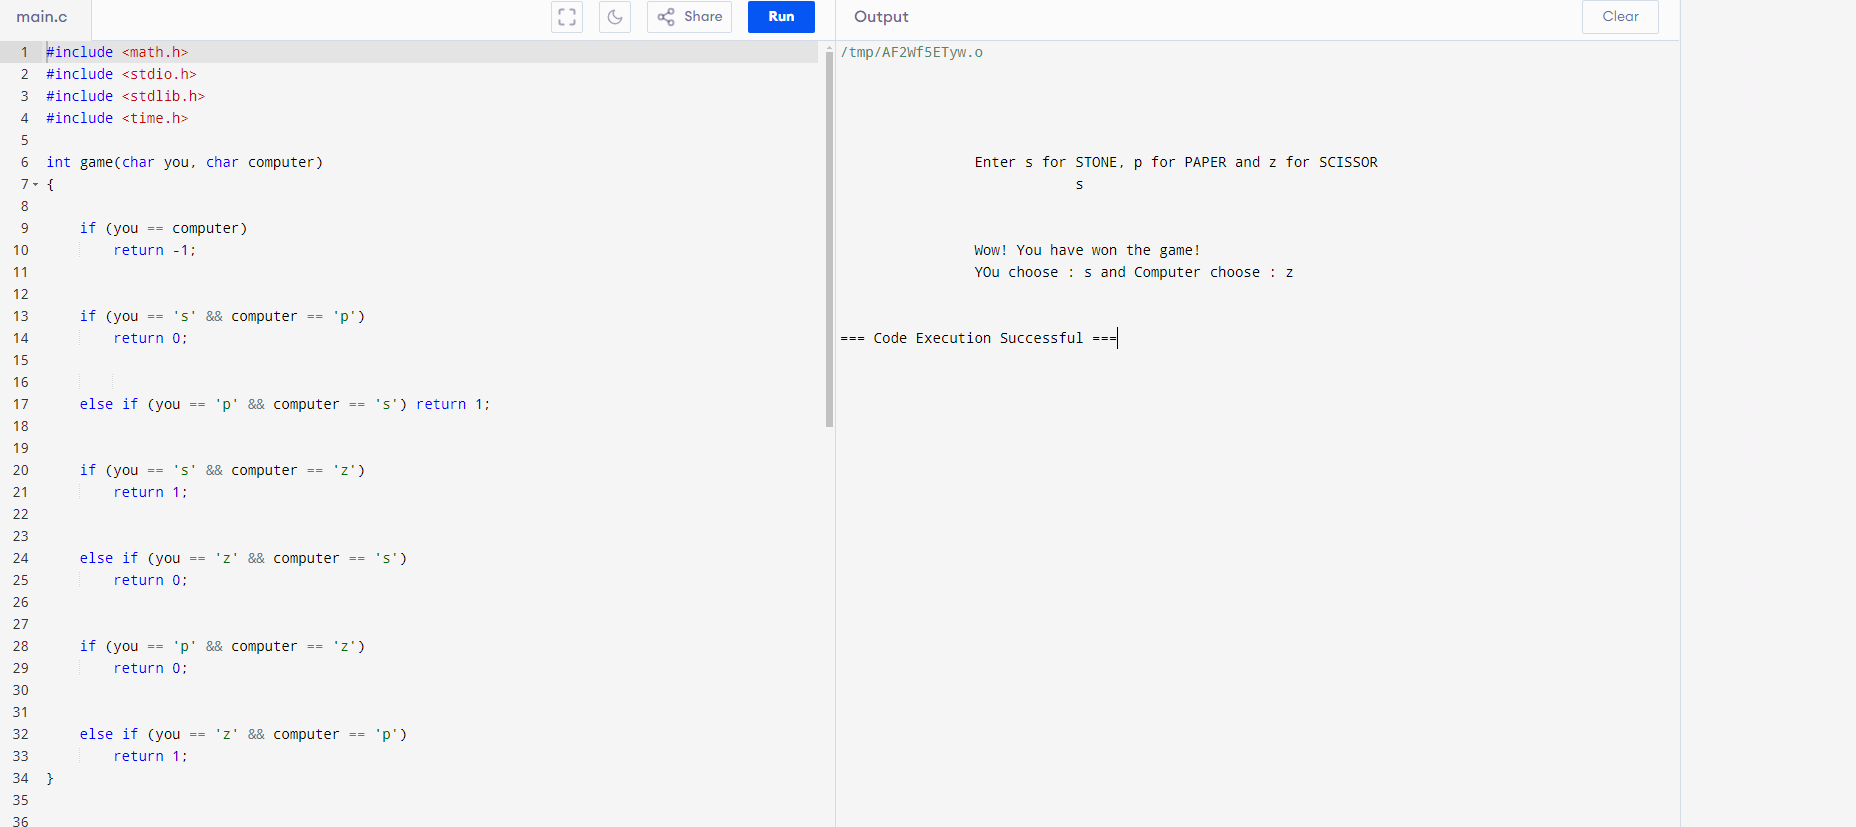 main.c
Share
Run
Output
Clear
1 #include <math.h>
2 #include <stdio.h>
3 #include <stdlib.h>
4 #include <time.h>
5
6 int game(char you, char computer)
7 {
8
9     if (you == computer)
10         return -1;
11
12
13     if (you == 's' && computer == 'p')
14         return 0;
15
16
17     else if (you == 'p' && computer == 's') return 1;
18
19
20     if (you == 's' && computer == 'z')
21         return 1;
22
23
24     else if (you == 'z' && computer == 's')
25         return 0;
26
27
28     if (you == 'p' && computer == 'z')
29         return 0;
30
31
32     else if (you == 'z' && computer == 'p')
33         return 1;
34 }
35
36
/tmp/AF2Wf5ETyw.o
Enter s for STONE, p for PAPER and z for SCISSOR
s
Wow! You have won the game!
YOu choose : s and Computer choose : z
=== Code Execution Successful ===